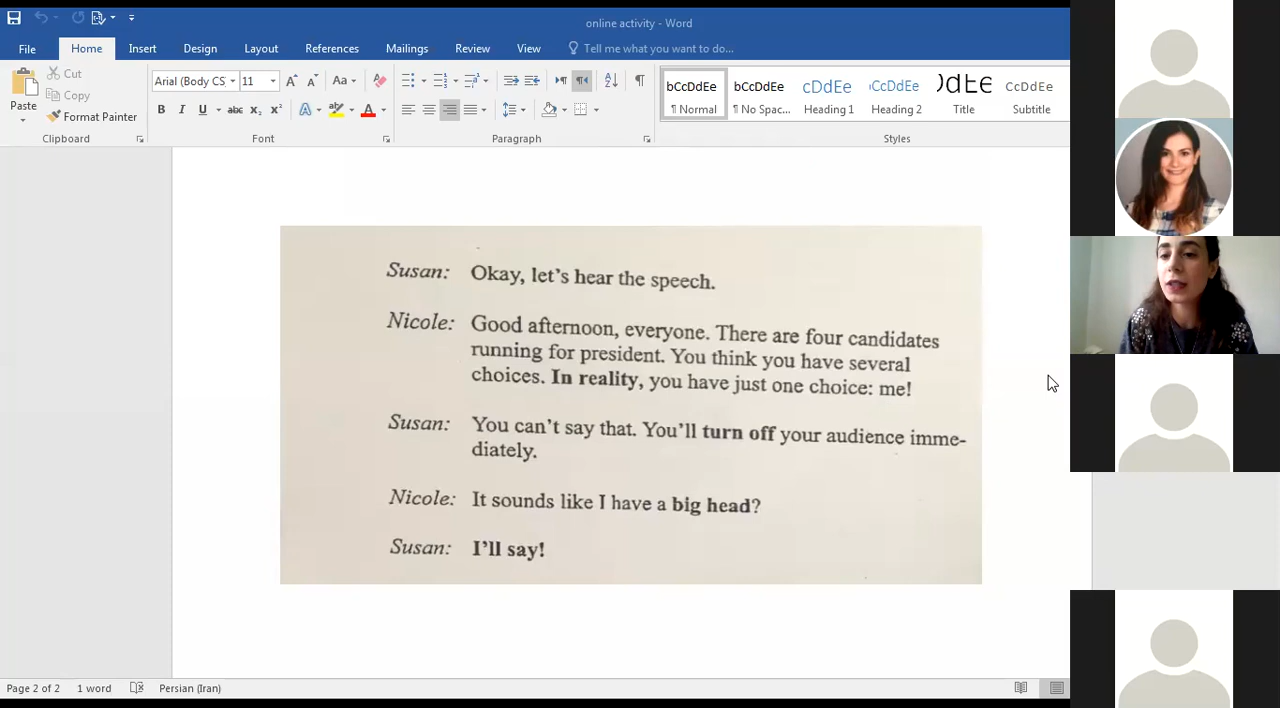 online activity - Word
File Home Insert Design Layout References Mailings Review View Tell me what you want to do...
Paste
Cut
Copy
Format Painter
Clipboard
Arial (Body CS) 11
Font
Paragraph
bCcDdEe bCcDdEe cDdEe cCcDdEe CcDdEe
¶ Normal ¶ No Spac... Heading 1 Heading 2 Title Subtitle
Styles
Susan: Okay, let's hear the speech.
Nicole: Good afternoon, everyone. There are four candidates
running for president. You think you have several
choices. In reality, you have just one choice: me!
Susan: You can't say that. You'll turn off your audience imme-
diately.
Nicole: It sounds like I have a big head?
Susan: I'll say!
Page 2 of 2 1 word Persian (Iran)